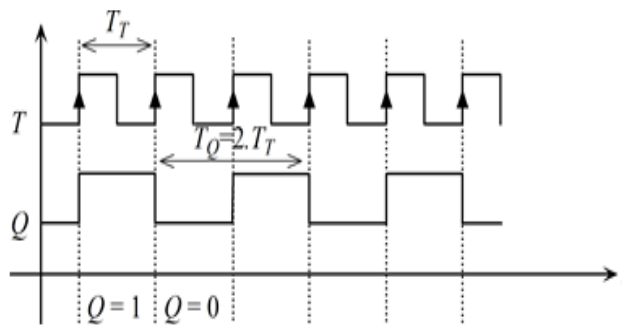 T_T
T
T_Q=2.T_T
Q
Q = 1
Q = 0